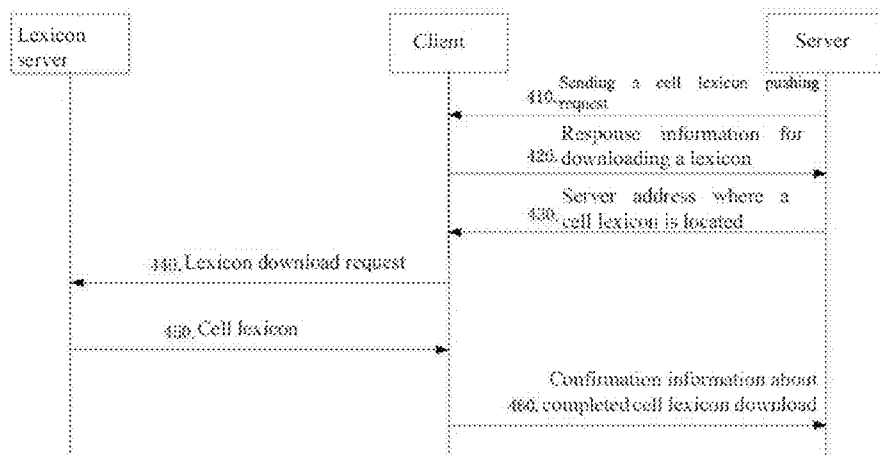 Lexicon
server
Client
Server
410. Sending a cell lexicon pushing
request
420. Response information for
downloading a lexicon
430. Server address where a
cell lexicon is located
440. Lexicon download request
450. Cell lexicon
Confirmation information about
460. completed cell lexicon download